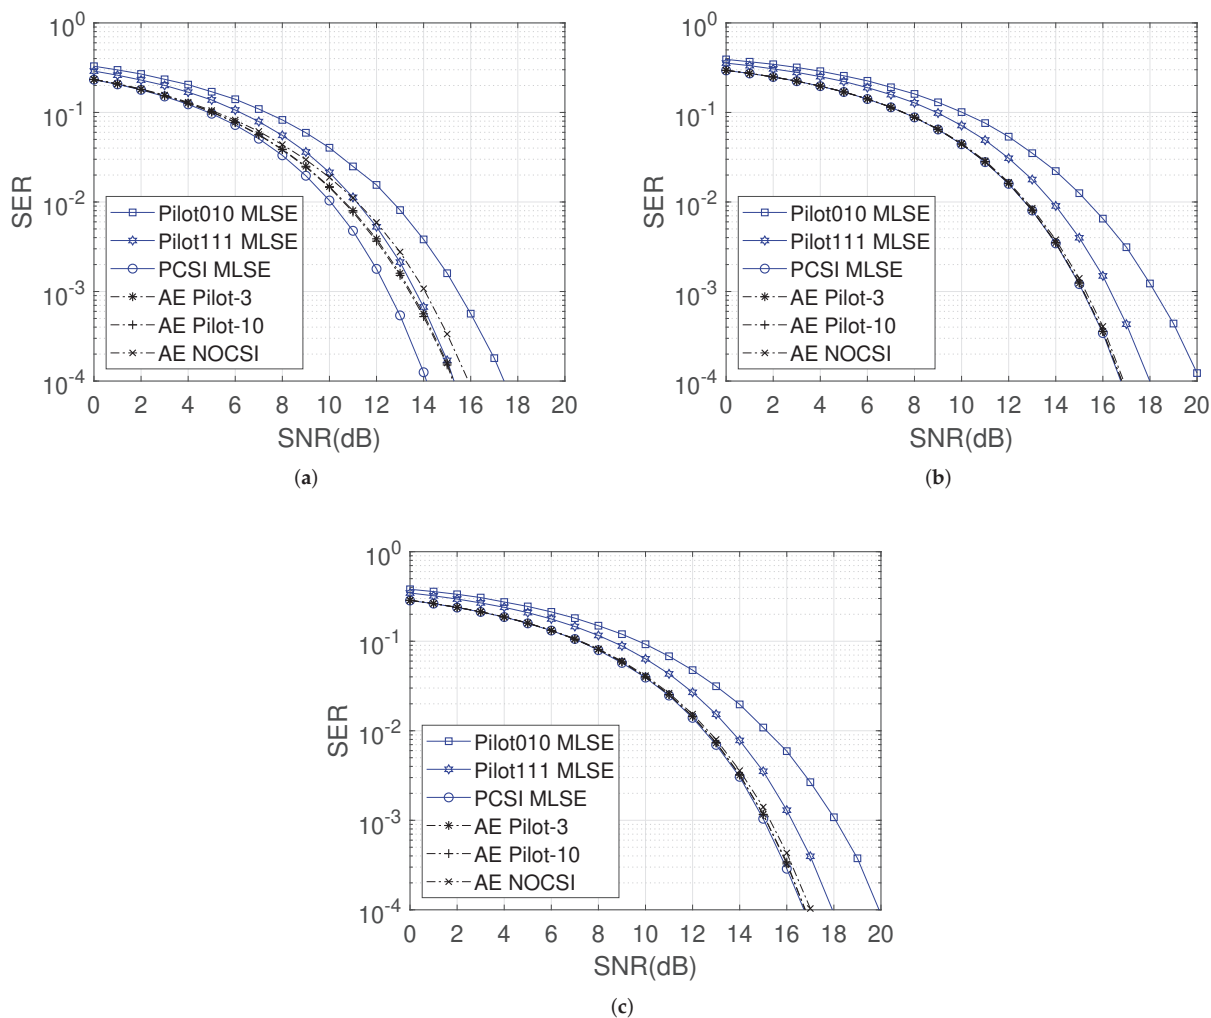 10^0
10^-1
10^-2
10^-3
10^-4
SER
Pilot010 MLSE
Pilot111 MLSE
PCSI MLSE
AE Pilot-3
AE Pilot-10
AE NOCSI
0 2 4 6 8 10 12 14 16 18 20
SNR(dB)
(a)
10^0
10^-1
10^-2
10^-3
10^-4
SER
Pilot010 MLSE
Pilot111 MLSE
PCSI MLSE
AE Pilot-3
AE Pilot-10
AE NOCSI
0 2 4 6 8 10 12 14 16 18 20
SNR(dB)
(b)
10^0
10^-1
10^-2
10^-3
10^-4
SER
Pilot010 MLSE
Pilot111 MLSE
PCSI MLSE
AE Pilot-3
AE Pilot-10
AE NOCSI
0 2 4 6 8 10 12 14 16 18 20
SNR(dB)
(c)